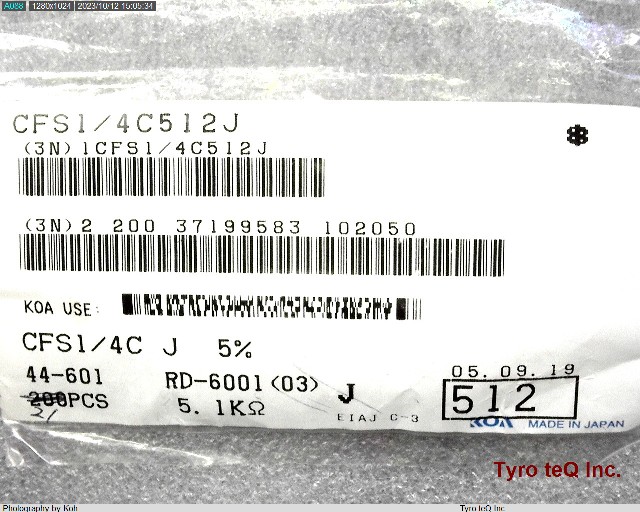 A088 1280x1024 2023/10/12 15:05:34
CFS1/4C512J
(3N)1CFS1/4C512J
(3N)2 200 37199583 102050
KOA USE:
CFS1/4C J 5%
44-601 RD-6001(03) J 05.09.19
200PCS 5.1KΩ EIAJ C-3 512
21
KOA MADE IN JAPAN
Tyro teQ Inc.
Photography by Koh Tyro teQ Inc